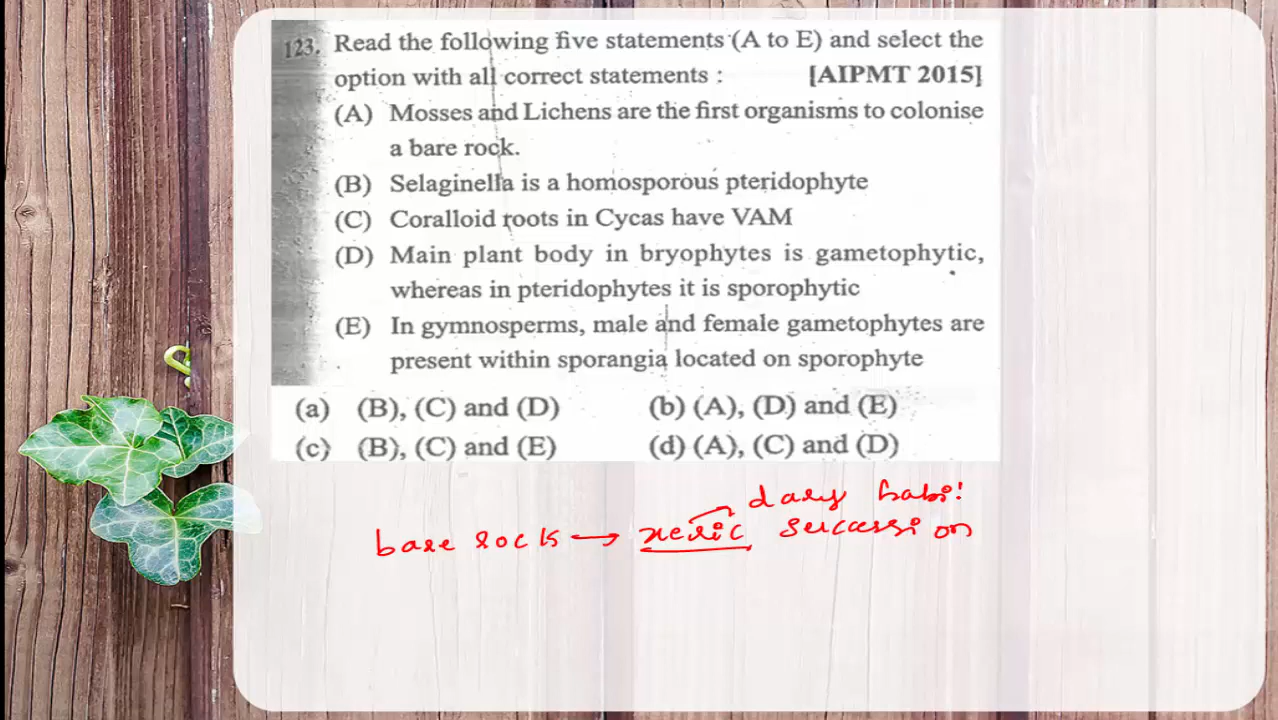 123. Read the following five statements (A to E) and select the
option with all correct statements : [AIPMT 2015]
(A) Mosses and Lichens are the first organisms to colonise
a bare rock.
(B) Selaginella is a homosporous pteridophyte
(C) Coralloid roots in Cycas have VAM
(D) Main plant body in bryophytes is gametophytic,
whereas in pteridophytes it is sporophytic
(E) In gymnosperms, male and female gametophytes are
present within sporangia located on sporophyte
(a) (B), (C) and (D) (b) (A), (D) and (E)
(c) (B), (C) and (E) (d) (A), (C) and (D)
bare rock → xeric succession